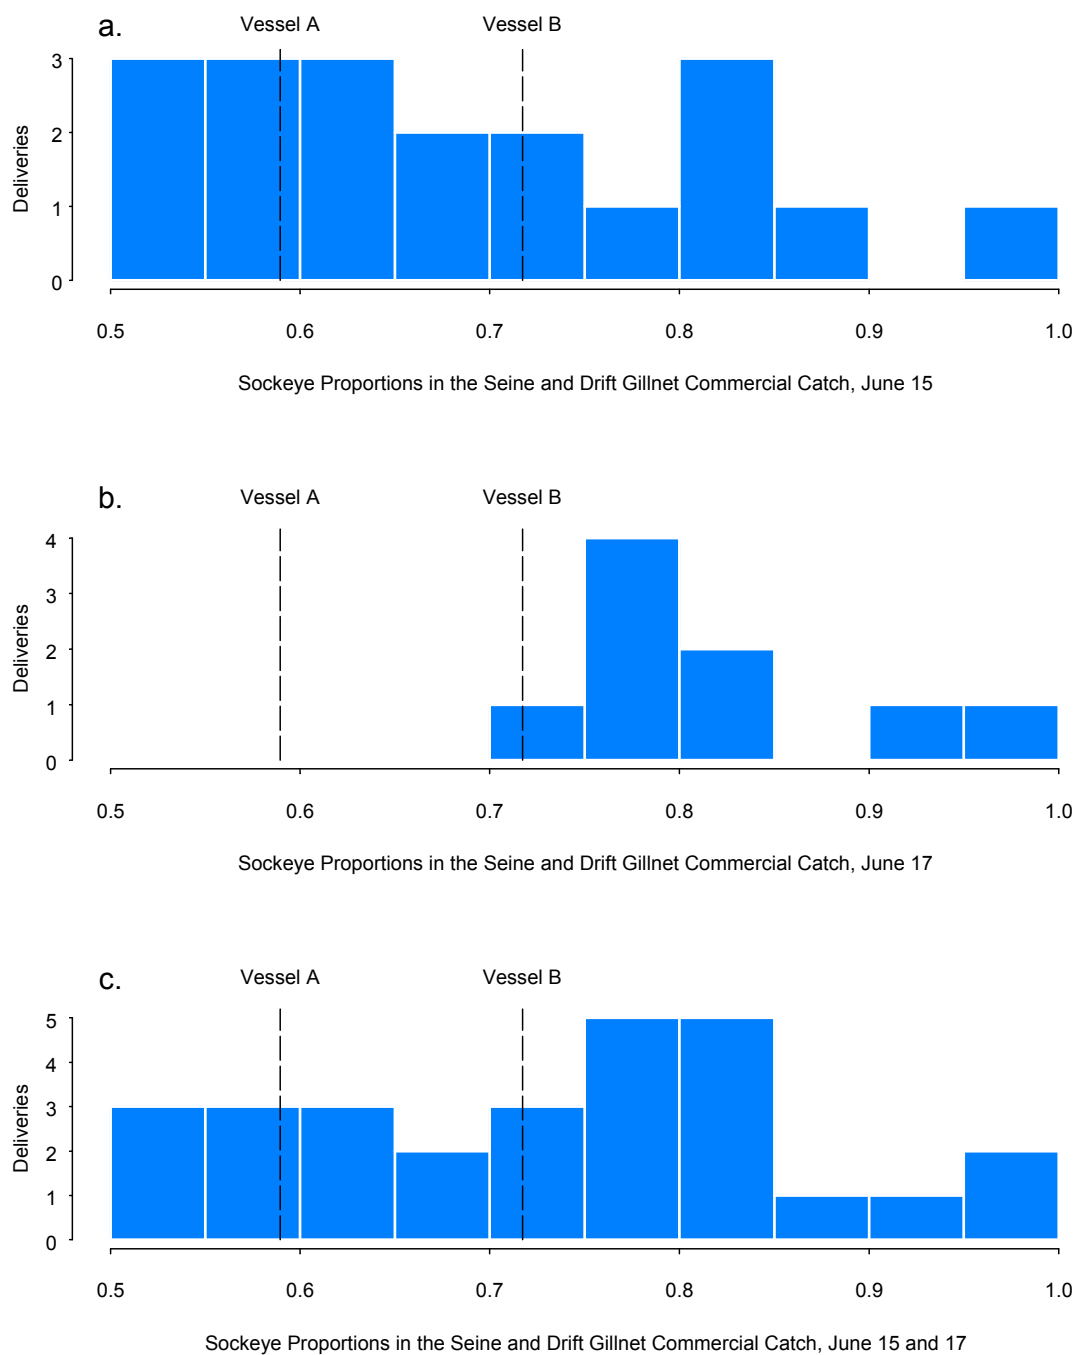 a.
Vessel A
Vessel B
3
2
1
0
Deliveries
0.5 0.6 0.7 0.8 0.9 1.0
Sockeye Proportions in the Seine and Drift Gillnet Commercial Catch, June 15
b.
Vessel A
Vessel B
4
3
2
1
0
Deliveries
0.5 0.6 0.7 0.8 0.9 1.0
Sockeye Proportions in the Seine and Drift Gillnet Commercial Catch, June 17
c.
Vessel A
Vessel B
5
4
3
2
1
0
Deliveries
0.5 0.6 0.7 0.8 0.9 1.0
Sockeye Proportions in the Seine and Drift Gillnet Commercial Catch, June 15 and 17